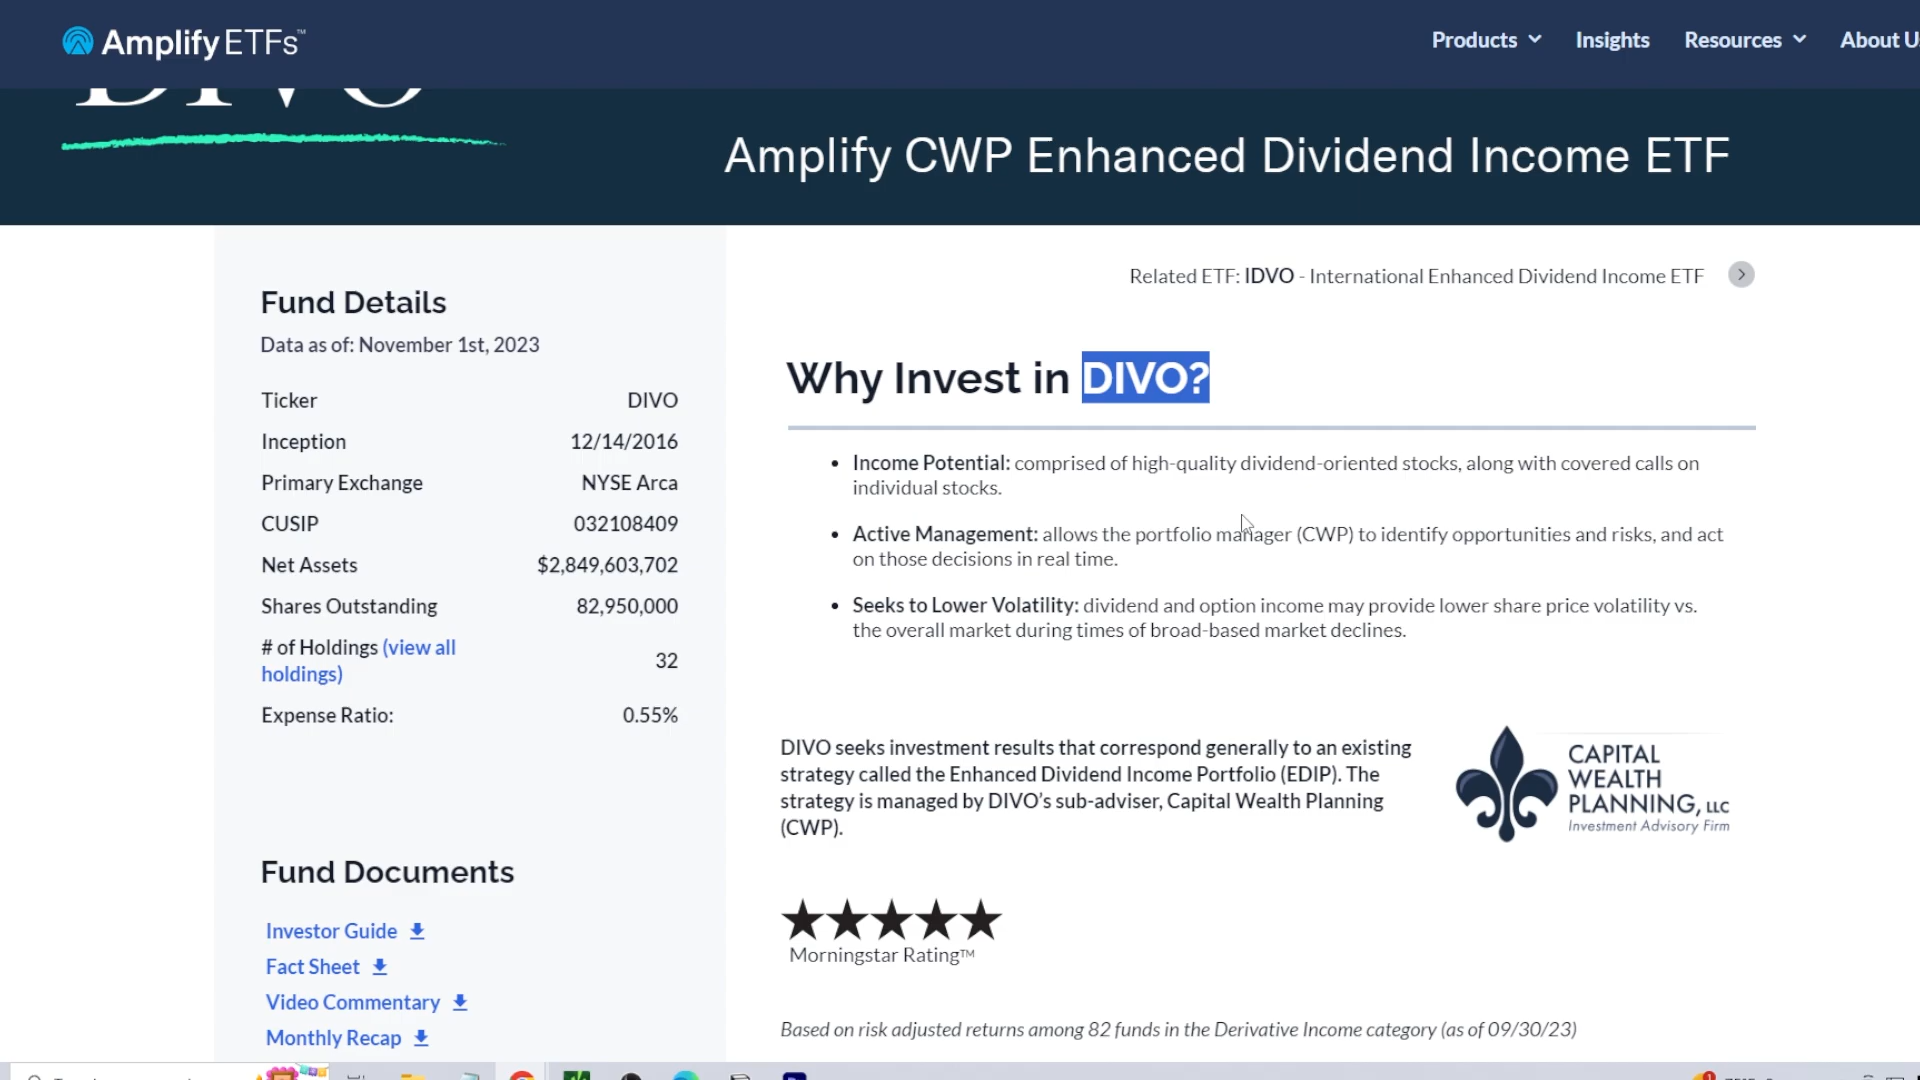 Amplify ETFs™
Products
Insights
Resources
About U
DIVO
Amplify CWP Enhanced Dividend Income ETF
Fund Details
Data as of: November 1st, 2023
Ticker DIVO
Inception 12/14/2016
Primary Exchange NYSE Arca
CUSIP 032108409
Net Assets $2,849,603,702
Shares Outstanding 82,950,000
# of Holdings (view all
holdings) 32
Expense Ratio: 0.55%
Fund Documents
Investor Guide
Fact Sheet
Video Commentary
Monthly Recap
Related ETF: IDVO - International Enhanced Dividend Income ETF
Why Invest in DIVO?
• Income Potential: comprised of high-quality dividend-oriented stocks, along with covered calls on
individual stocks.
• Active Management: allows the portfolio manager (CWP) to identify opportunities and risks, and act
on those decisions in real time.
• Seeks to Lower Volatility: dividend and option income may provide lower share price volatility vs.
the overall market during times of broad-based market declines.
DIVO seeks investment results that correspond generally to an existing
strategy called the Enhanced Dividend Income Portfolio (EDIP). The
strategy is managed by DIVO’s sub-adviser, Capital Wealth Planning
(CWP).
CAPITAL
WEALTH
PLANNING, LLC
Investment Advisory Firm
Morningstar Rating™
Based on risk adjusted returns among 82 funds in the Derivative Income category (as of 09/30/23)